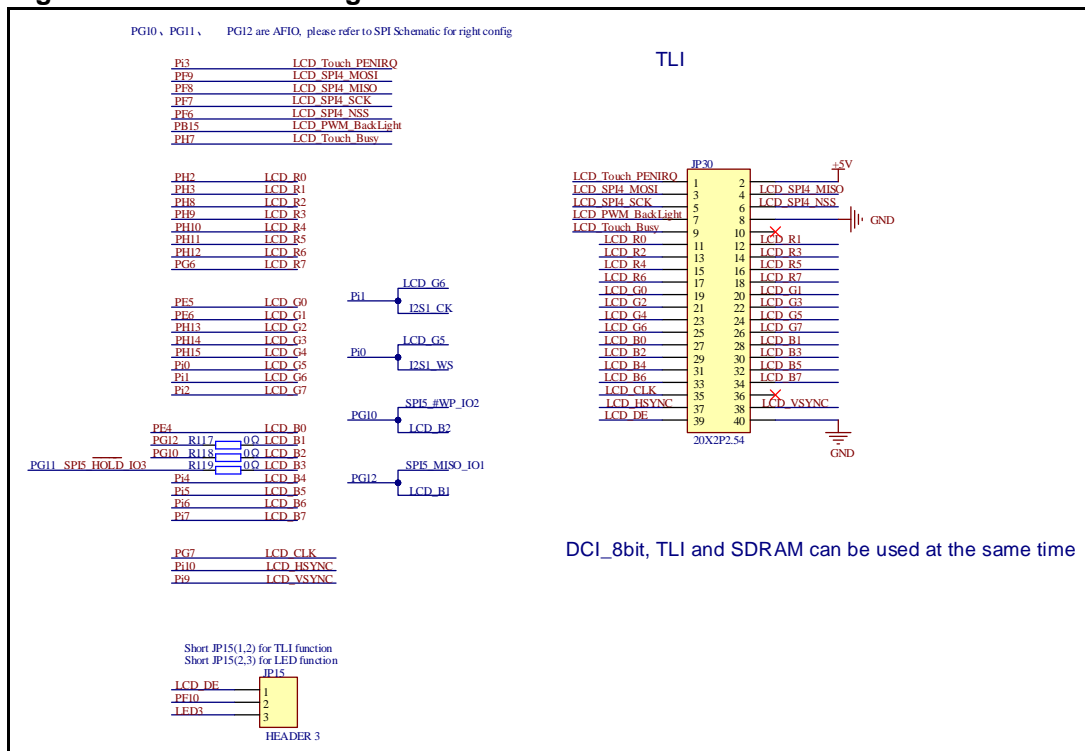 PG10、PG11、 PG12 are AFIO, please refer to SPI Schematic for right config
TLI
Pi3 LCD_Touch_PENIRQ
PF9 LCD_SPI4_MOSI
PF8 LCD_SPI4_MISO
PF7 LCD_SPI4_SCK
PF6 LCD_SPI4_NSS
PB15 LCD_PWM_BackLight
PH7 LCD_Touch_Busy
PH2 LCD_R0
PH3 LCD_R1
PH8 LCD_R2
PH9 LCD_R3
PH10 LCD_R4
PH11 LCD_R5
PH12 LCD_R6
PG6 LCD_R7
PE5 LCD_G0
PE6 LCD_G1
PH13 LCD_G2
PH14 LCD_G3
PH15 LCD_G4
Pi0 LCD_G5
Pi1 LCD_G6
Pi2 LCD_G7
PE4 LCD_B0
PG12 R117 0Ω LCD_B1
PG10 R118 0Ω LCD_B2
PG11 SPI5_HOLD_IO3 R119 0Ω LCD_B3
Pi4 LCD_B4
Pi5 LCD_B5
Pi6 LCD_B6
Pi7 LCD_B7
PG7 LCD_CLK
Pi10 LCD_HSYNC
Pi9 LCD_VSYNC
LCD_G6
Pi1
I2S1_CK
LCD_G5
Pi0
I2S1_WS
SPI5_#WP_IO2
PG10
LCD_B2
SPI5_MISO_IO1
PG12
LCD_B1
JP30
+5V
LCD_Touch_PENIRQ 1 2
LCD_SPI4_MOSI 3 4 LCD_SPI4_MISO
LCD_SPI4_SCK 5 6 LCD_SPI4_NSS
LCD_PWM_BackLight 7 8 GND
LCD_Touch_Busy 9 10
LCD_R0 11 12 LCD_R1
LCD_R2 13 14 LCD_R3
LCD_R4 15 16 LCD_R5
LCD_R6 17 18 LCD_R7
LCD_G0 19 20 LCD_G1
LCD_G2 21 22 LCD_G3
LCD_G4 23 24 LCD_G5
LCD_G6 25 26 LCD_G7
LCD_B0 27 28 LCD_B1
LCD_B2 29 30 LCD_B3
LCD_B4 31 32 LCD_B5
LCD_B6 33 34 LCD_B7
LCD_CLK 35 36
LCD_HSYNC 37 38 LCD_VSYNC
LCD_DE 39 40
20X2P2.54
GND
DCI_8bit, TLI and SDRAM can be used at the same time
Short JP15(1,2) for TLI function
Short JP15(2,3) for LED function
JP15
LCD_DE 1
PF10 2
LED3 3
HEADER 3